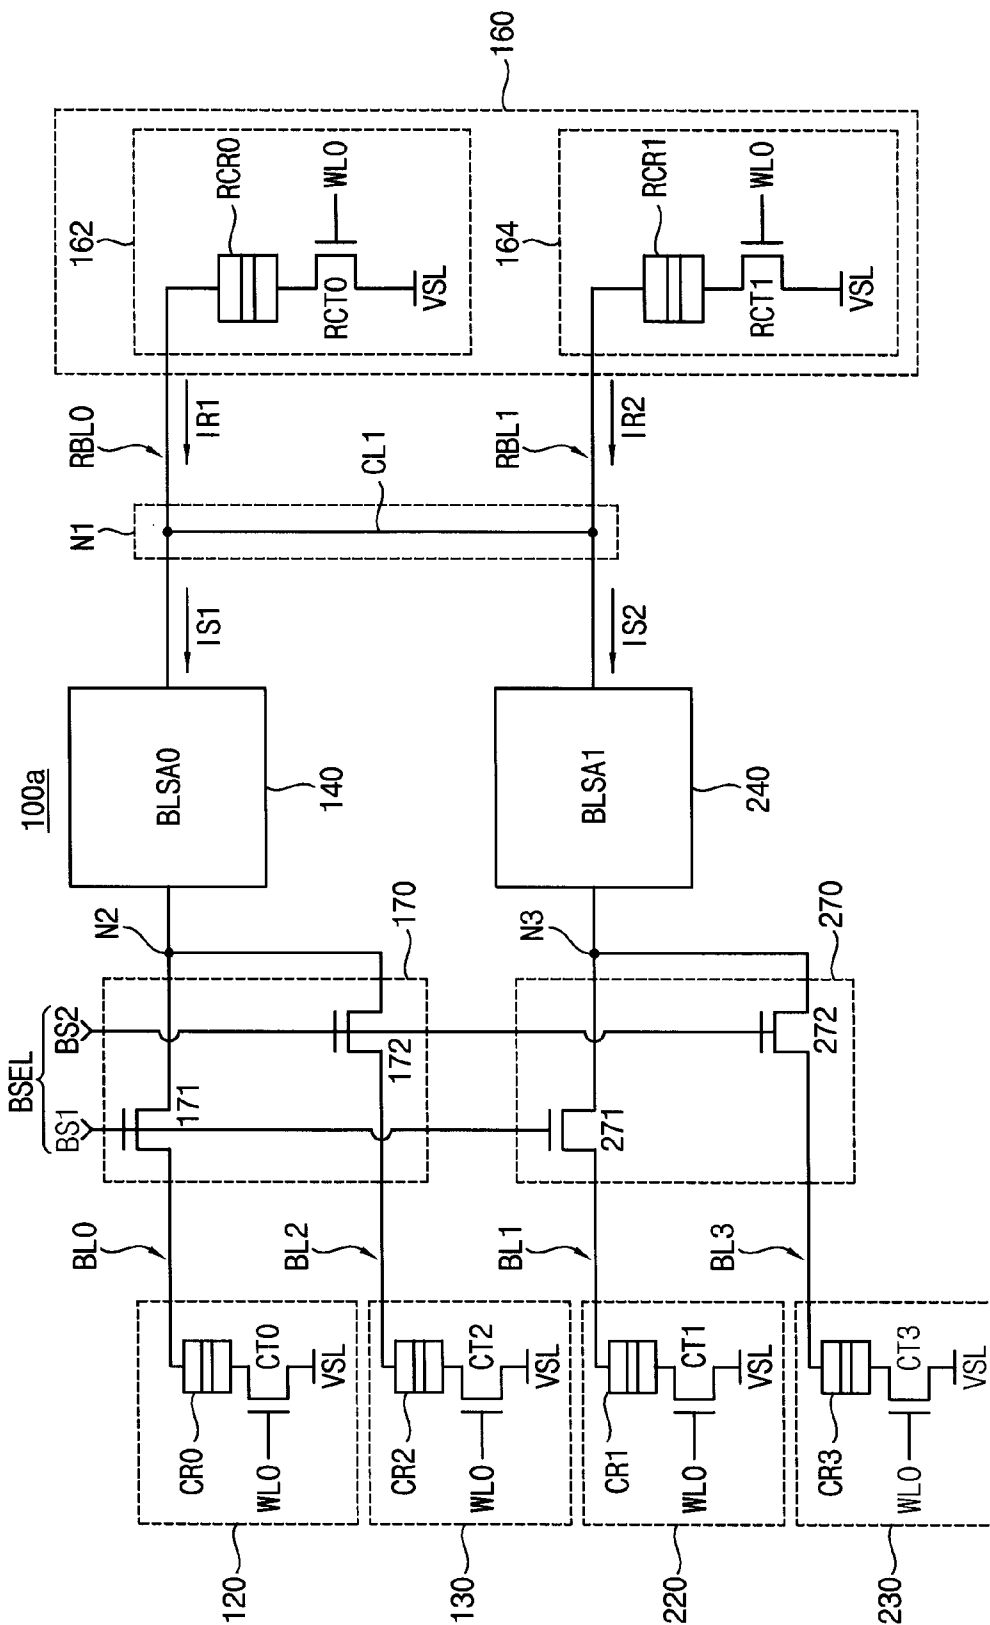 100a
BSEL
BS1
BS2
N2
N1
160
BL0
171
BLSA0
140
IS1
RBL0
IR1
162
RCR0
WL0
RCT0
VSL
120
CR0
CT0
WL0
VSL
BL2
172
170
CL1
130
CR2
CT2
WL0
VSL
BL1
271
N3
BLSA1
240
IS2
RBL1
IR2
164
RCR1
WL0
RCT1
VSL
220
CR1
CT1
WL0
VSL
BL3
272
270
230
CR3
CT3
WL0
VSL